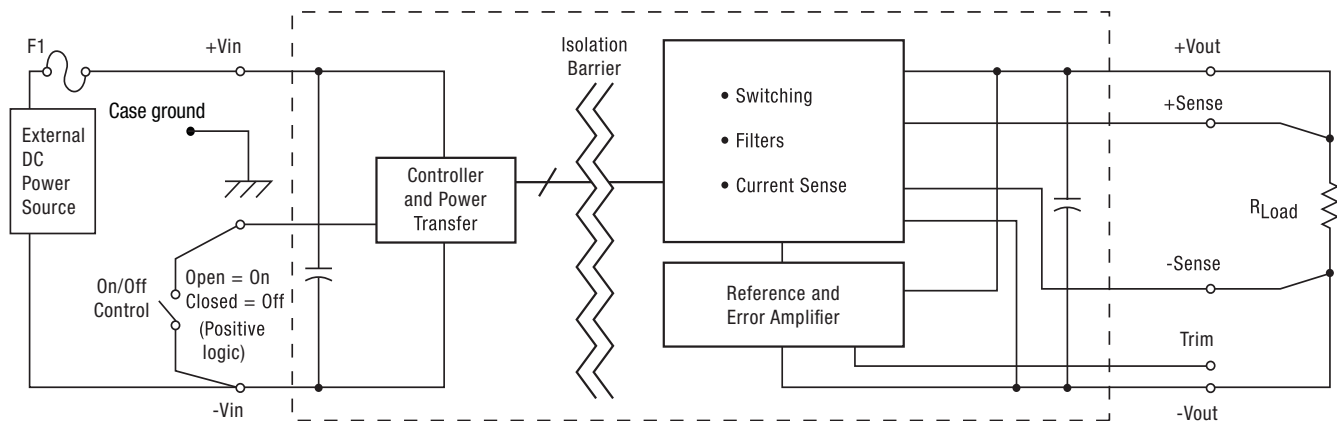 F1
+Vin
Case ground
External
DC
Power
Source
On/Off
Control
Open = On
Closed = Off
(Positive
logic)
-Vin
Controller
and Power
Transfer
Isolation
Barrier
• Switching
• Filters
• Current Sense
Reference and
Error Amplifier
+Vout
+Sense
RLoad
-Sense
Trim
-Vout